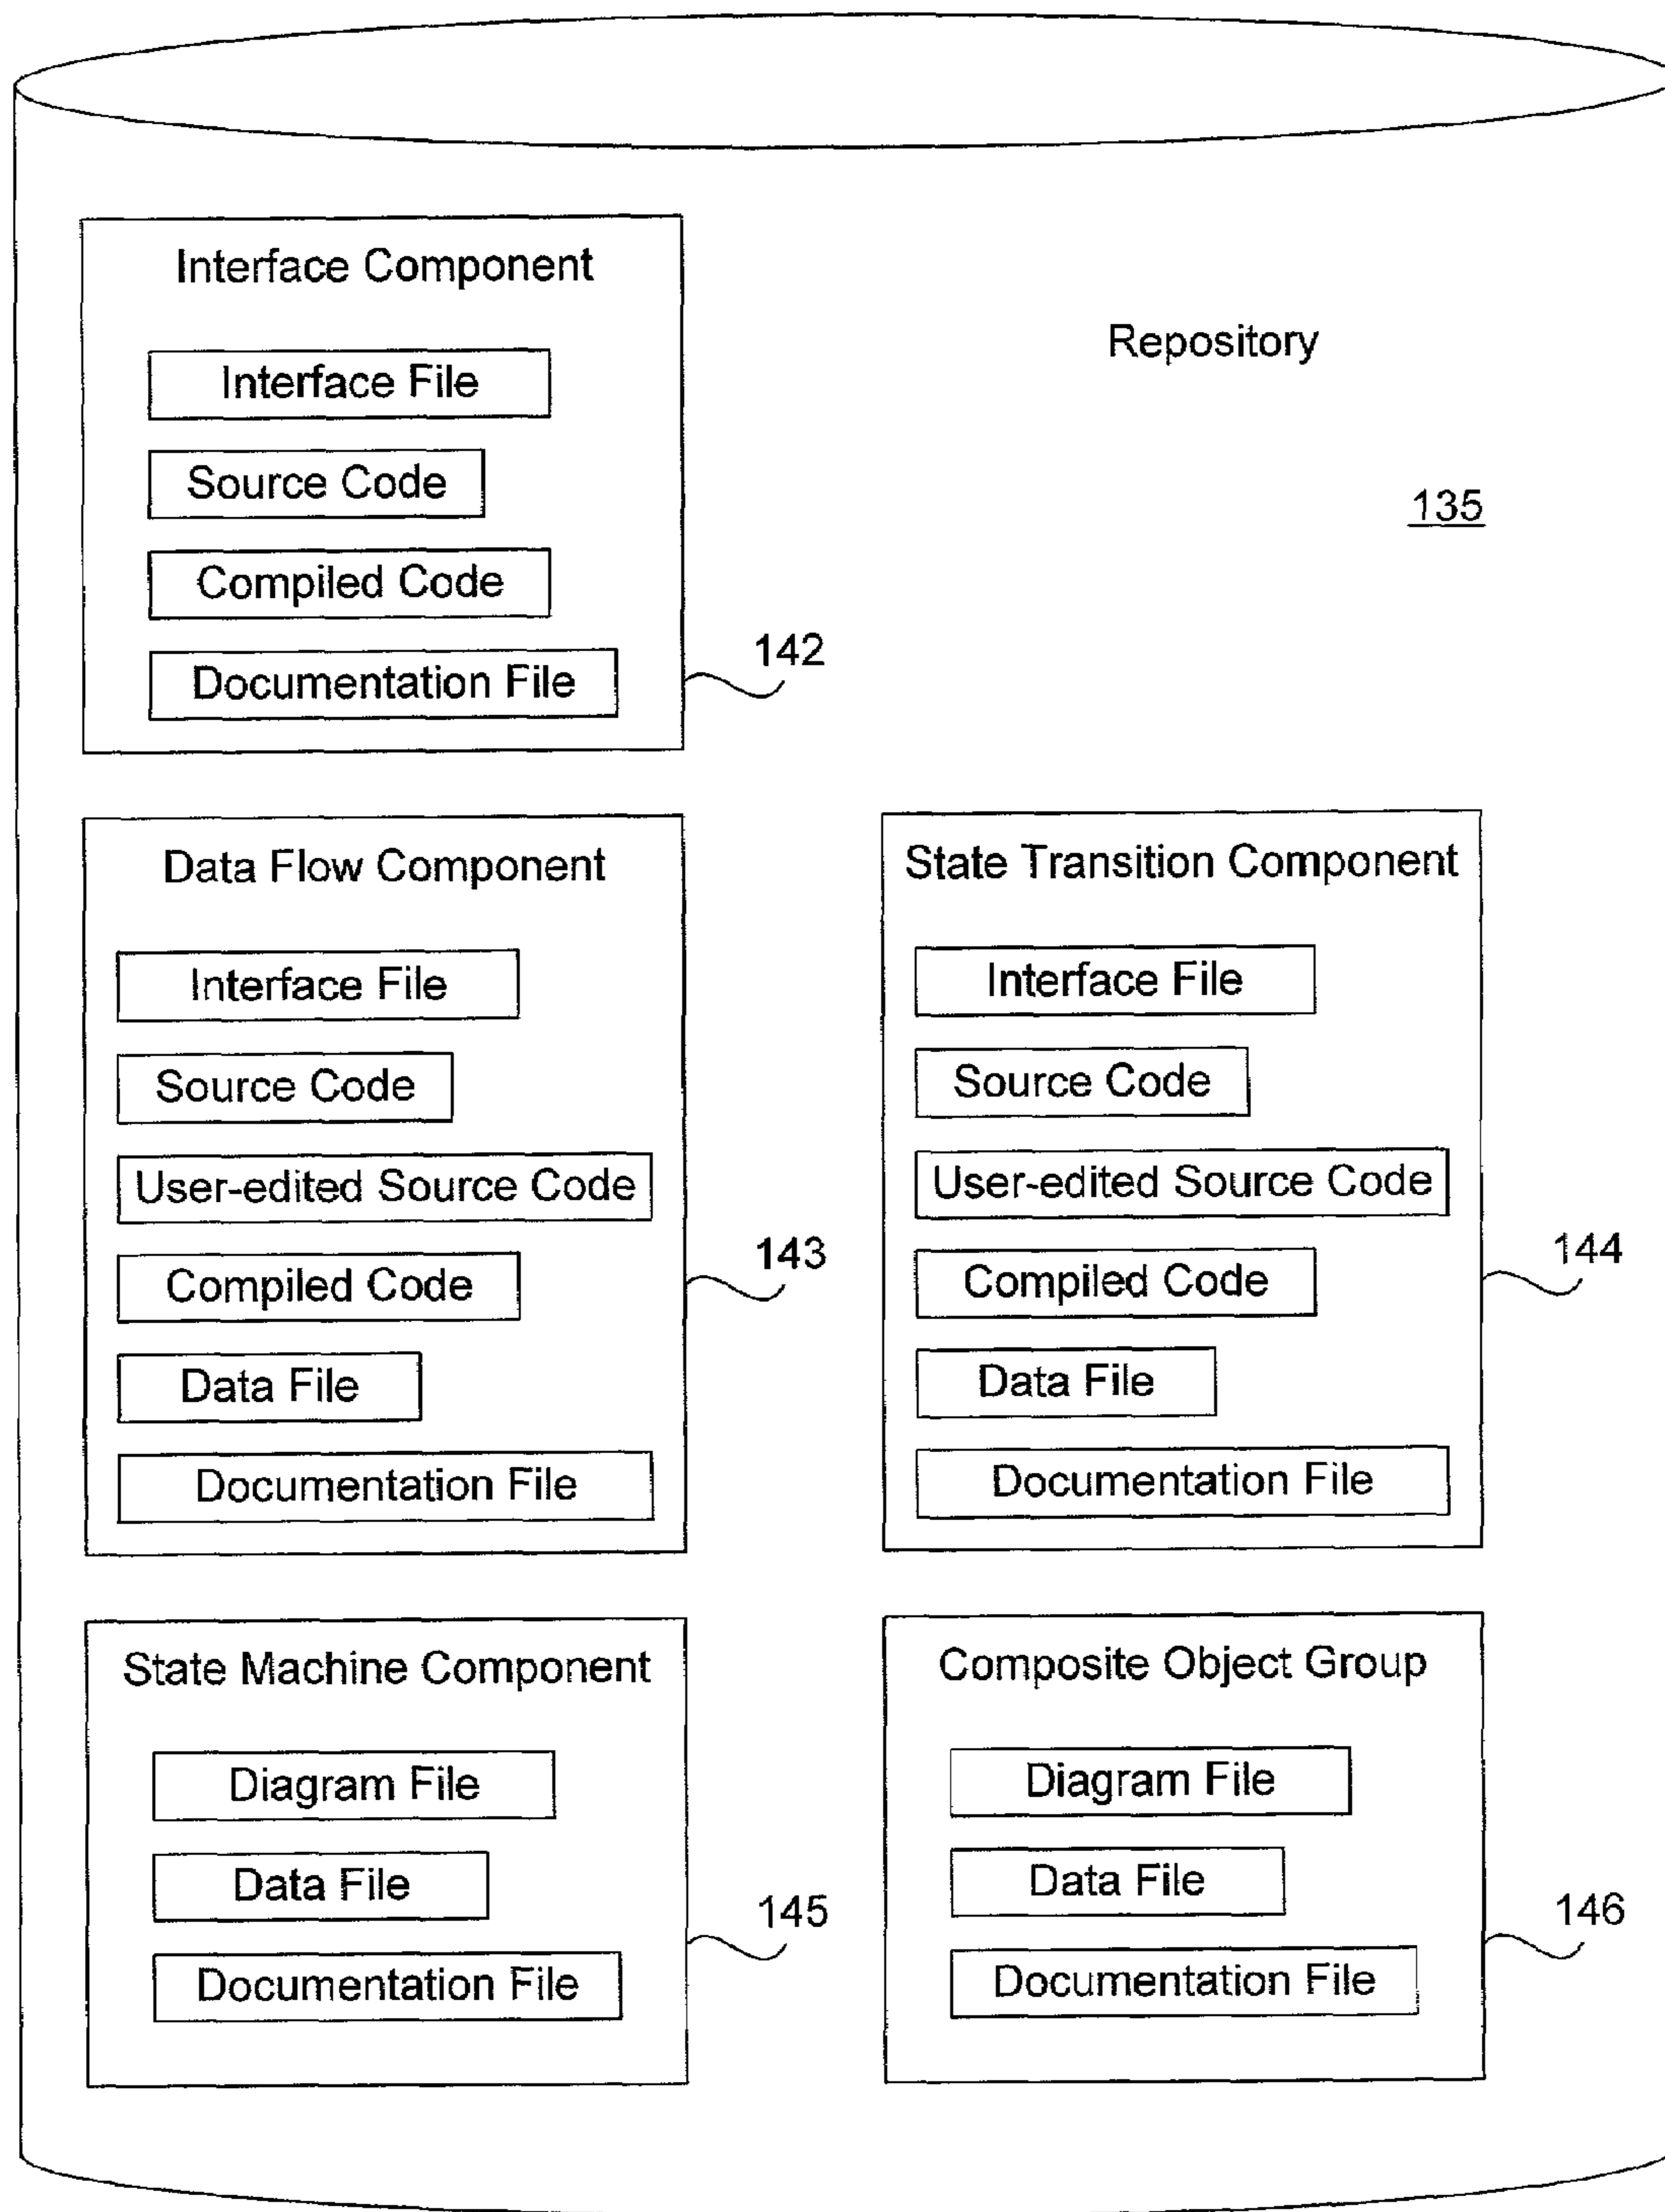 Interface Component
Interface File
Source Code
Compiled Code
Documentation File
142
Repository
135
Data Flow Component
Interface File
Source Code
User-edited Source Code
Compiled Code
Data File
Documentation File
143
State Transition Component
Interface File
Source Code
User-edited Source Code
Compiled Code
Data File
Documentation File
144
State Machine Component
Diagram File
Data File
Documentation File
145
Composite Object Group
Diagram File
Data File
Documentation File
146